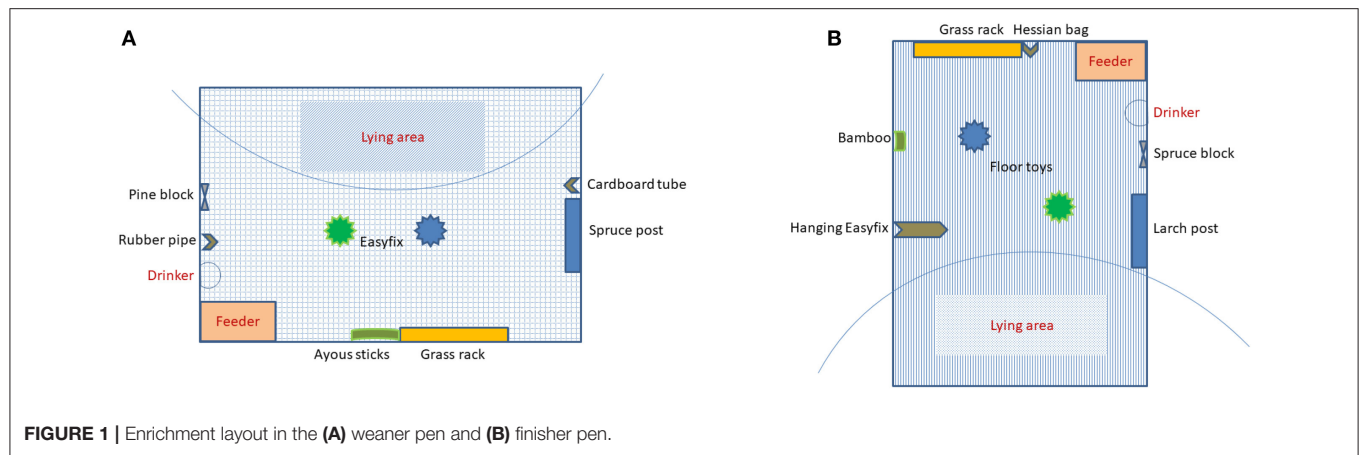 A
Lying area
Pine block
Cardboard tube
Rubber pipe
Easyfix
Spruce post
Drinker
Feeder
Ayous sticks
Grass rack
B
Grass rack
Hessian bag
Feeder
Drinker
Bamboo
Spruce block
Floor toys
Hanging Easyfix
Larch post
Lying area
FIGURE 1 | Enrichment layout in the (A) weaner pen and (B) finisher pen.